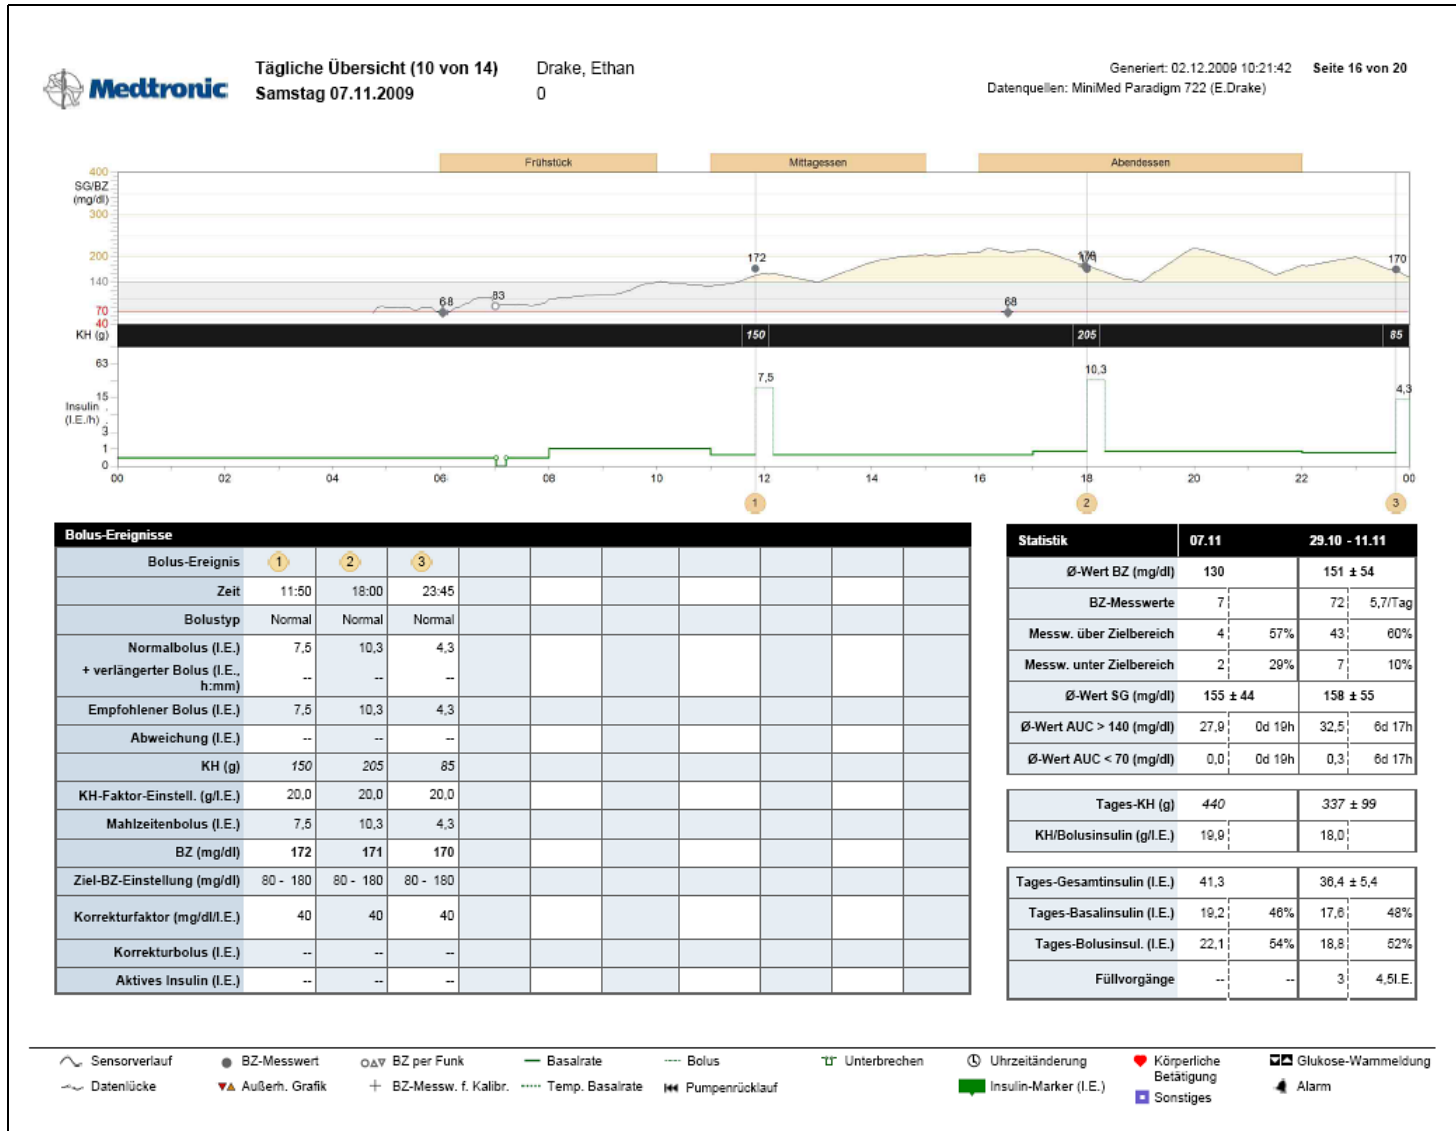 Medtronic
Tägliche Übersicht (10 von 14)
Drake, Ethan
Samstag 07.11.2009
0
Generiert: 02.12.2009 10:21:42 Seite 16 von 20
Datenquellen: MiniMed Paradigm 722 (E.Drake)
Frühstück Mittagessen Abendessen
400
SG/BZ
(mg/dl)
300
200
140
70
40
68 83 172 68 171 170
KH (g)
150 205 85
63
15
Insulin
(I.E./h)
3
1
0
7,5 10,3 4,3
00 02 04 06 08 10 12 14 16 18 20 22 00
1 2 3
Bolus-Ereignisse
Bolus-Ereignis 1 2 3
Zeit 11:50 18:00 23:45
Bolustyp Normal Normal Normal
Normalbolus (I.E.) 7,5 10,3 4,3
+ verlängerter Bolus (I.E., h:mm) -- -- --
Empfohlener Bolus (I.E.) 7,5 10,3 4,3
Abweichung (I.E.) -- -- --
KH (g) 150 205 85
KH-Faktor-Einstell. (g/I.E.) 20,0 20,0 20,0
Mahlzeitenbolus (I.E.) 7,5 10,3 4,3
BZ (mg/dl) 172 171 170
Ziel-BZ-Einstellung (mg/dl) 80 - 180 80 - 180 80 - 180
Korrekturfaktor (mg/dl/I.E.) 40 40 40
Korrekturbolus (I.E.) -- -- --
Aktives Insulin (I.E.) -- -- --
Statistik 07.11 29.10 - 11.11
Ø-Wert BZ (mg/dl) 130 151 ± 54
BZ-Messwerte 7 72 5,7/Tag
Messw. über Zielbereich 4 57% 43 60%
Messw. unter Zielbereich 2 29% 7 10%
Ø-Wert SG (mg/dl) 155 ± 44 158 ± 55
Ø-Wert AUC > 140 (mg/dl) 27,9 0d 19h 32,5 6d 17h
Ø-Wert AUC < 70 (mg/dl) 0,0 0d 19h 0,3 6d 17h
Tages-KH (g) 440 337 ± 99
KH/Bolusinsulin (g/I.E.) 19,9 18,0
Tages-Gesamtinsulin (I.E.) 41,3 36,4 ± 5,4
Tages-Basalinsulin (I.E.) 19,2 46% 17,6 48%
Tages-Bolusinsul. (I.E.) 22,1 54% 18,8 52%
Füllvorgänge -- -- 3 4,5I.E.
Sensorverlauf BZ-Messwert BZ per Funk Basalrate Bolus Unterbrechen Uhrzeitänderung Körperliche Betätigung Glukose-Warnmeldung
Datenlücke Außerh. Grafik BZ-Messw. f. Kalibr. Temp. Basalrate Pumpenrücklauf Insulin-Marker (I.E.) Sonstiges Alarm